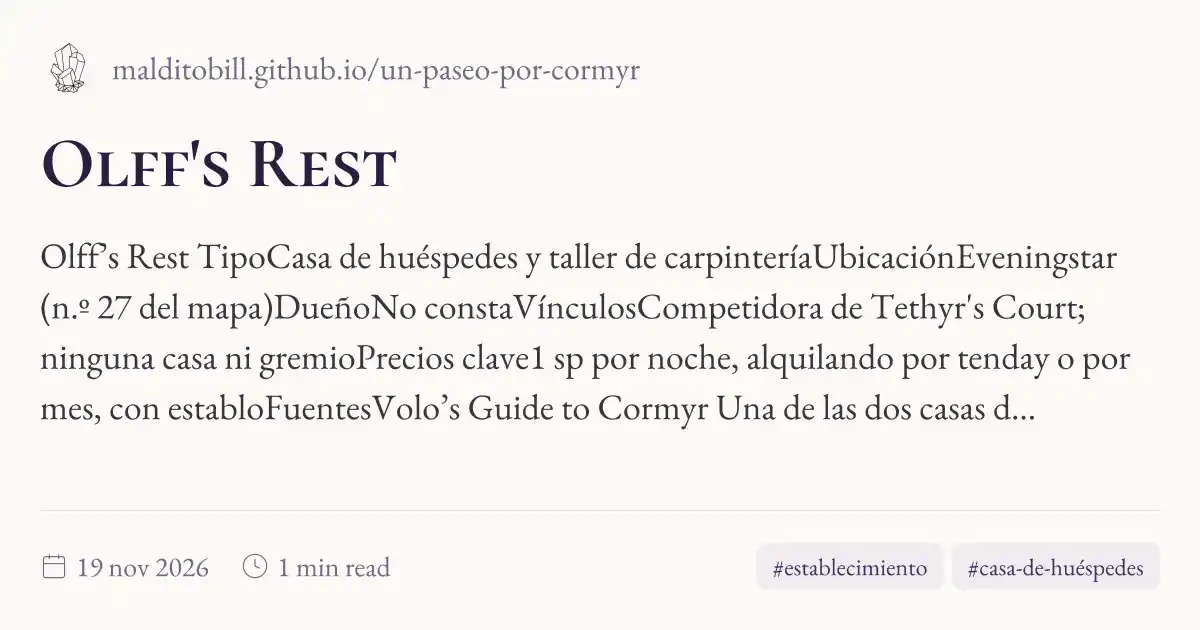 malditobill.github.io/un-paseo-por-cormyr
Olff's Rest
Olff’s Rest TipoCasa de huéspedes y taller de carpinteríaUbicaciónEveningstar
(n.º 27 del mapa)DueñoNo constaVínculosCompetidora de Tethyr's Court;
ninguna casa ni gremioPrecios clave1 sp por noche, alquilando por tenday o por
mes, con establoFuentesVolo’s Guide to Cormyr Una de las dos casas d...
19 nov 2026
1 min read
#establecimiento
#casa-de-huéspedes